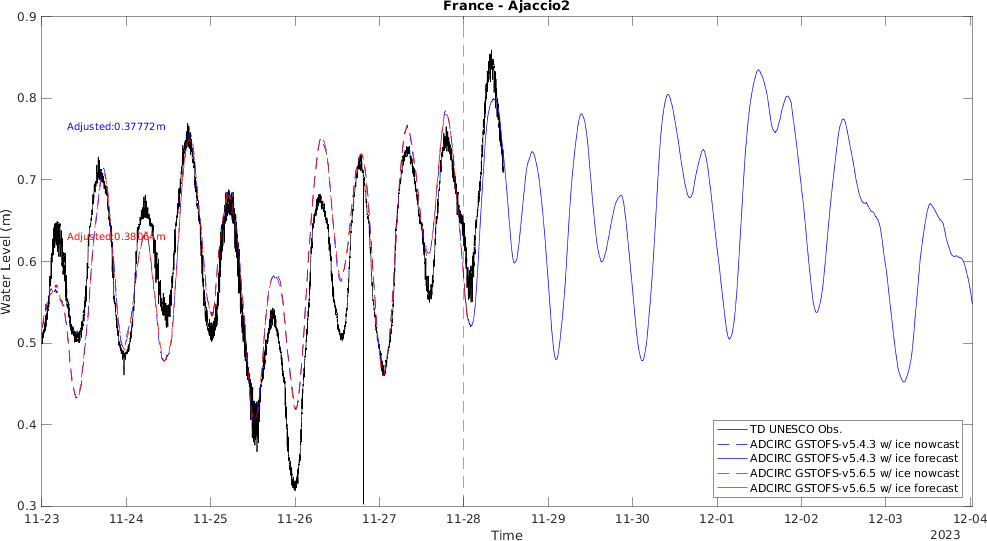 France - Ajaccio2
0.9
0.8
0.7
0.6
0.5
0.4
0.3
Water Level (m)
Adjusted:0.37772m
Adjusted:0.38064m
TD UNESCO Obs.
ADCIRC GSTOFS-v5.4.3 w/ ice nowcast
ADCIRC GSTOFS-v5.4.3 w/ ice forecast
ADCIRC GSTOFS-v5.6.5 w/ ice nowcast
ADCIRC GSTOFS-v5.6.5 w/ ice forecast
11-23 11-24 11-25 11-26 11-27 11-28 11-29 11-30 12-01 12-02 12-03 12-04
Time
2023